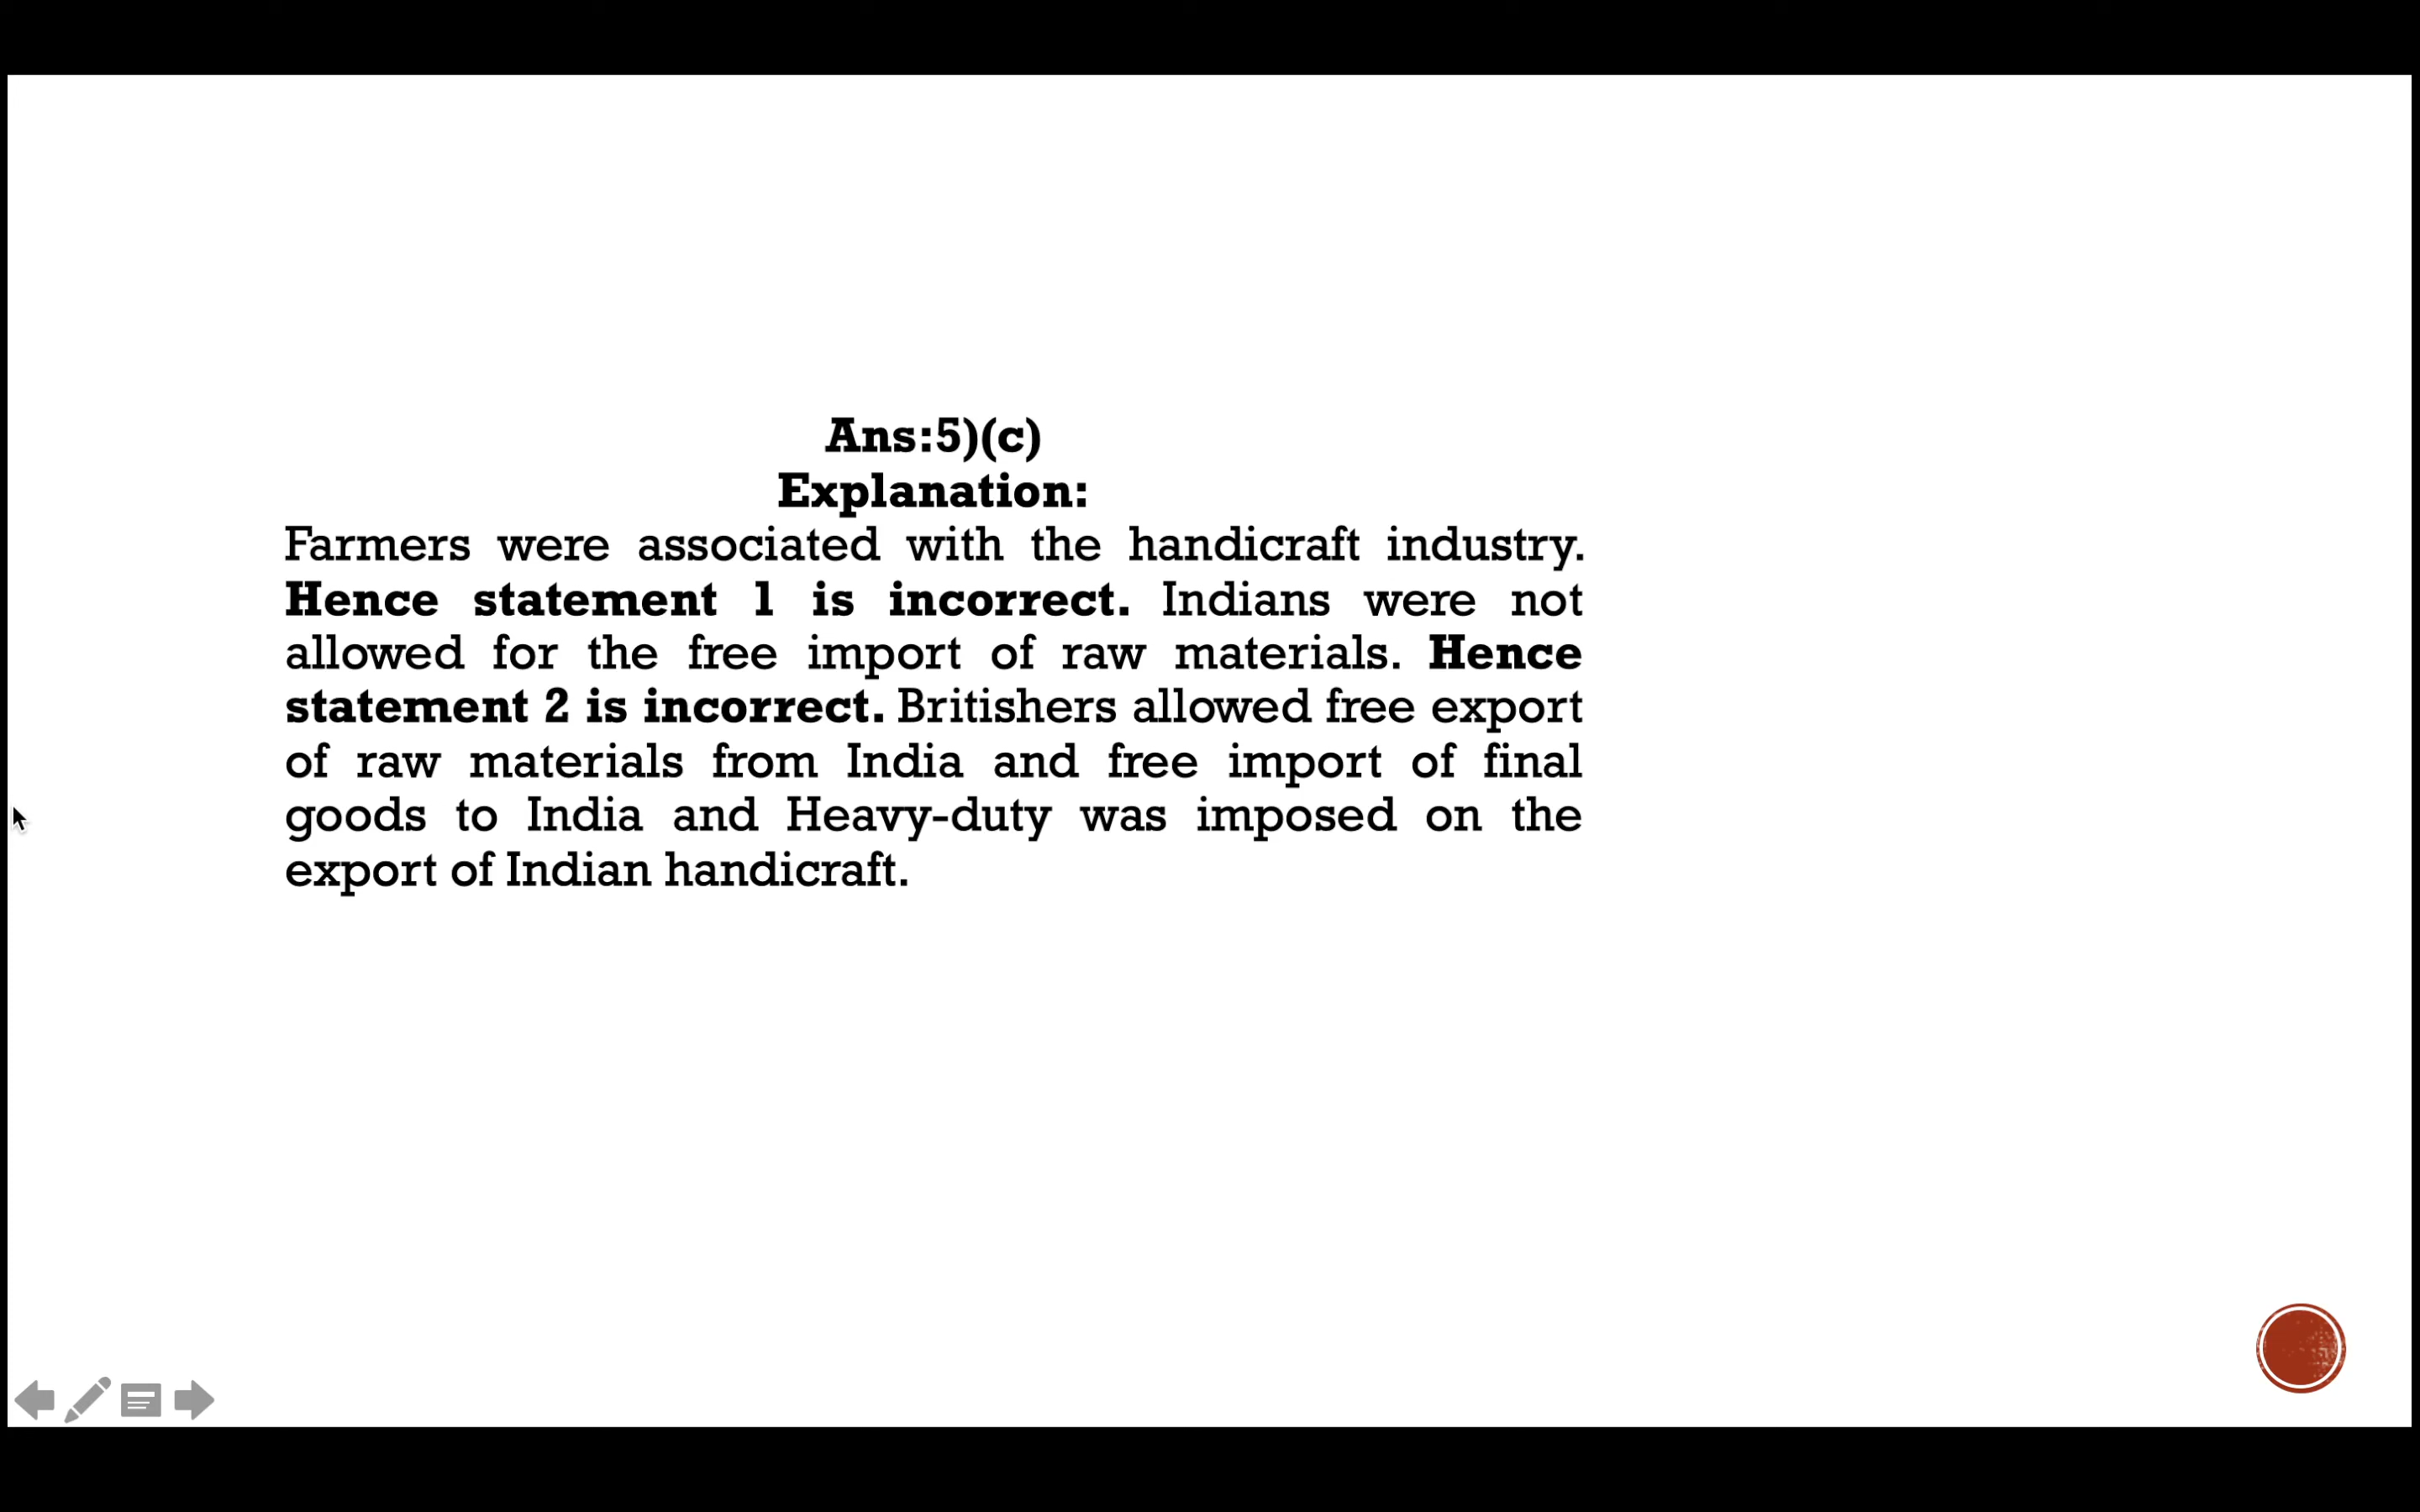 Ans:5)(c)
Explanation:
Farmers were associated with the handicraft industry.
Hence statement 1 is incorrect. Indians were not
allowed for the free import of raw materials. Hence
statement 2 is incorrect. Britishers allowed free export
of raw materials from India and free import of final
goods to India and Heavy-duty was imposed on the
export of Indian handicraft.